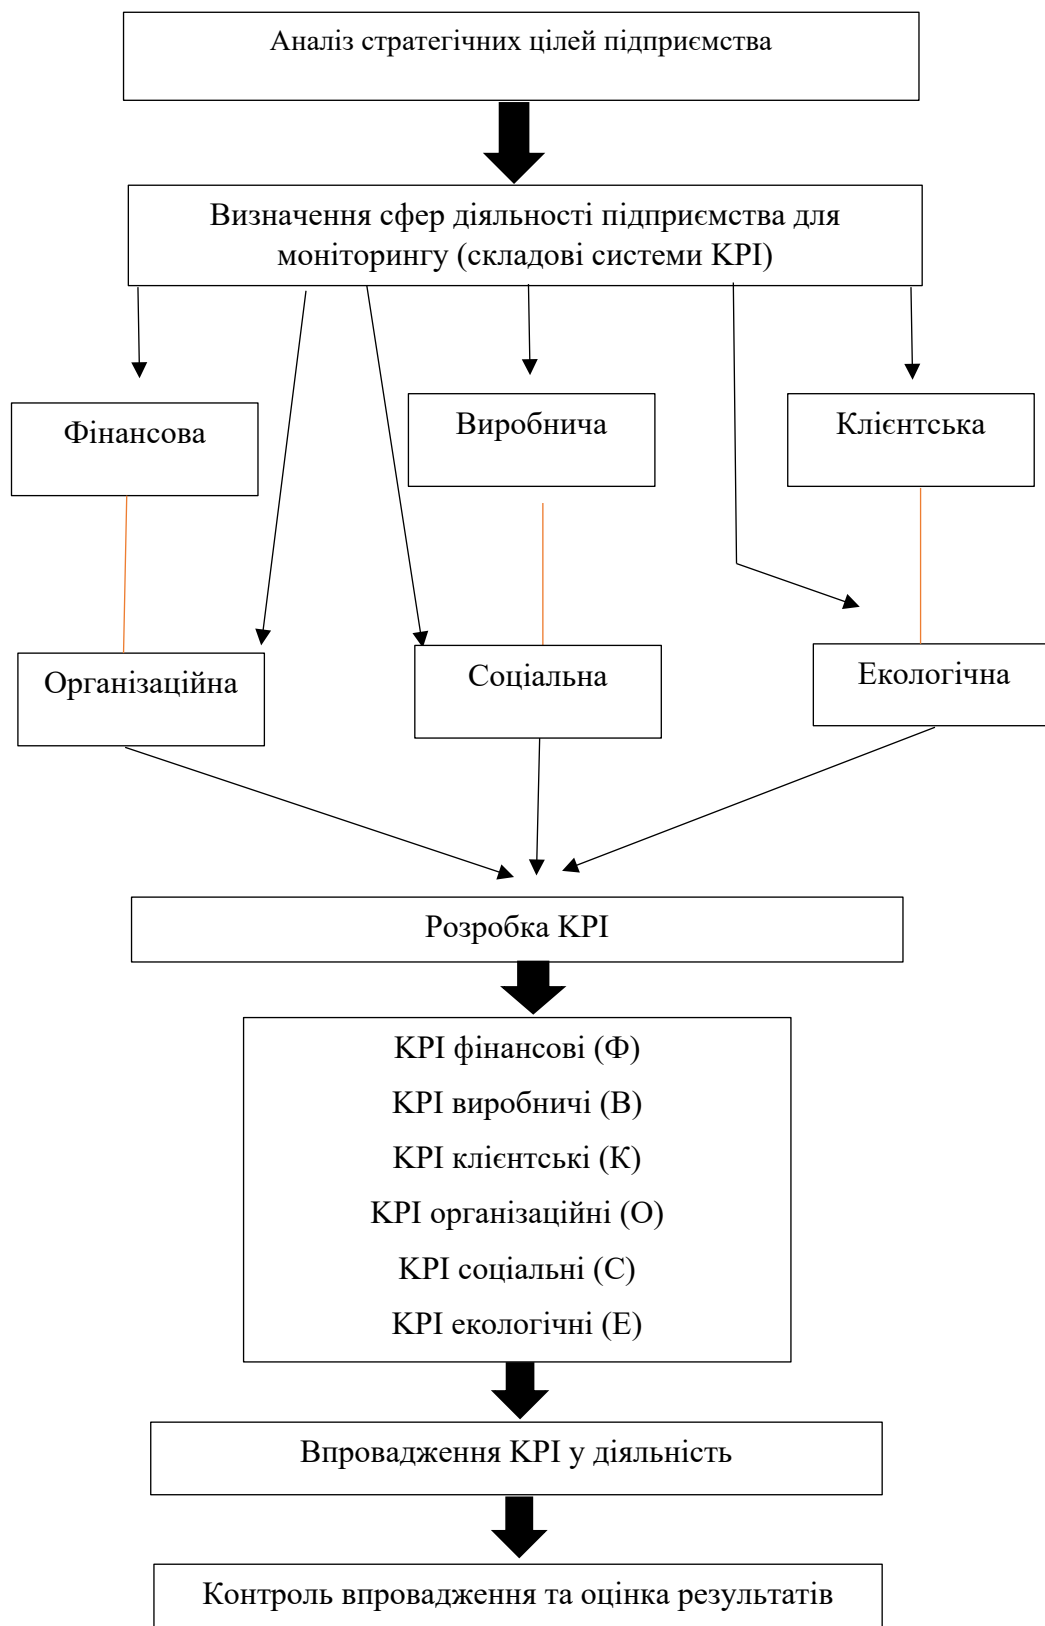 Аналіз стратегічних цілей підприємства
Визначення сфер діяльності підприємства для
моніторингу (складові системи KPI)
Фінансова
Виробнича
Клієнтська
Організаційна
Соціальна
Екологічна
Розробка KPI
KPI фінансові (Ф)
KPI виробничі (В)
KPI клієнтські (К)
KPI організаційні (О)
KPI соціальні (С)
KPI екологічні (Е)
Впровадження KPI у діяльність
Контроль впровадження та оцінка результатів